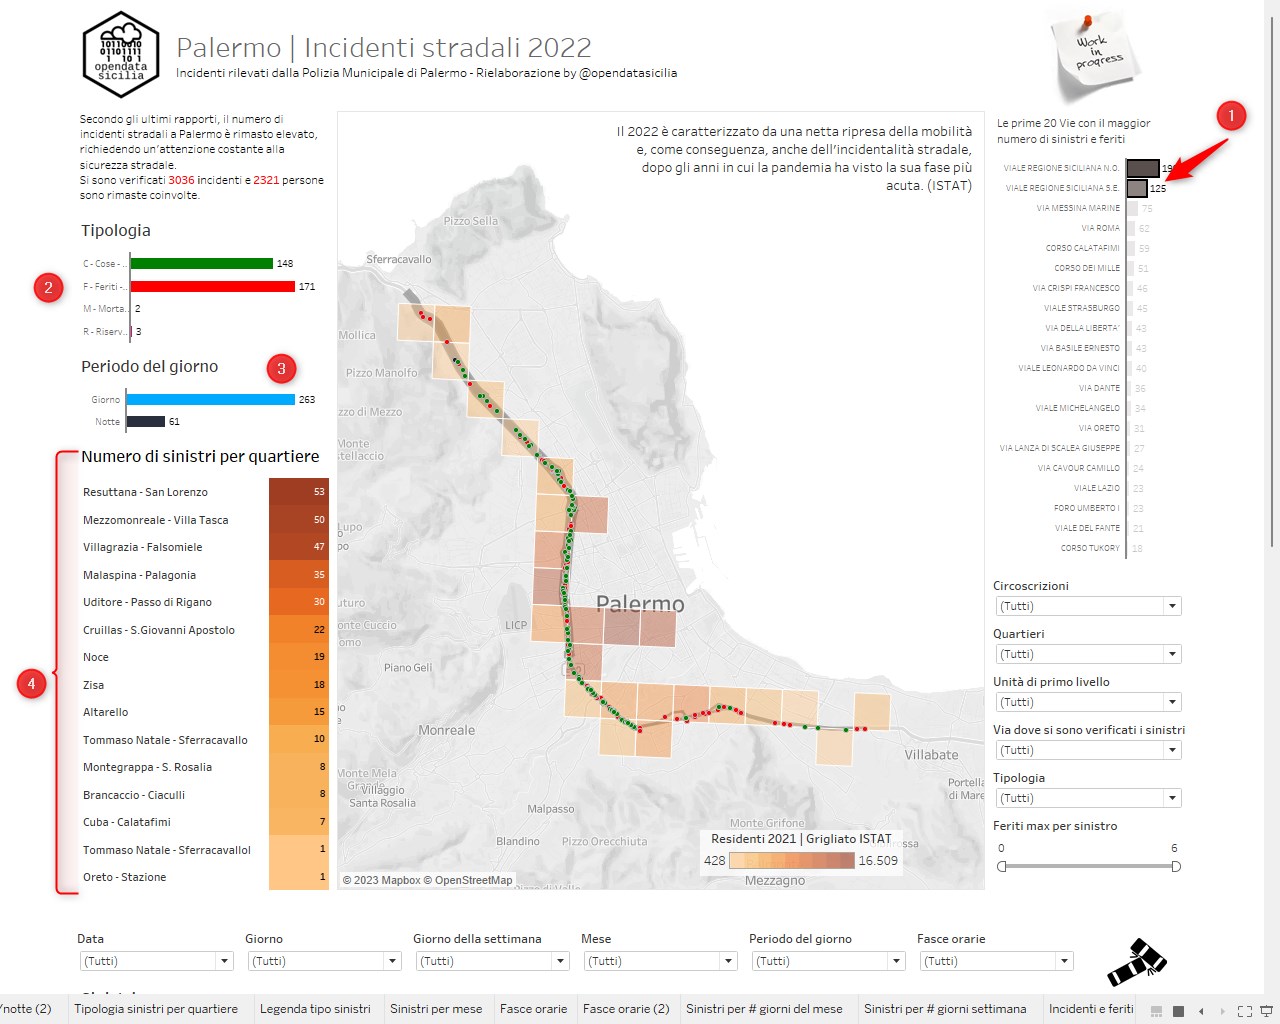 10110010
0110111
1 10 1
opendata
sicilia
Palermo | Incidenti stradali 2022
Incidenti rilevati dalla Polizia Municipale di Palermo - Rielaborazione by @opendatasicilia
Work
in
progress
Secondo gli ultimi rapporti, il numero di
incidenti stradali a Palermo è rimasto elevato,
richiedendo un'attenzione costante alla
sicurezza stradale.
Si sono verificati 3036 incidenti e 2321 persone
sono rimaste coinvolte.
Tipologia
C - Cose - .. 148
2
F - Feriti -.. 171
M - Morta.. 2
R - Riserv.. 3
Periodo del giorno
3
Giorno 263
Notte 61
4
Numero di sinistri per quartiere
Resuttana - San Lorenzo 53
Mezzomonreale - Villa Tasca 50
Villagrazia - Falsomiele 47
Malaspina - Palagonia 35
Uditore - Passo di Rigano 30
Cruillas - S.Giovanni Apostolo 22
Noce 19
Zisa 18
Altarello 15
Tommaso Natale - Sferracavallo 10
Montegrappa - S. Rosalia 8
Brancaccio - Ciaculli 8
Cuba - Calatafimi 7
Tommaso Natale - Sferracavallol 1
Oreto - Stazione 1
Il 2022 è caratterizzato da una netta ripresa della mobilità
e, come conseguenza, anche dell'incidentalità stradale,
dopo gli anni in cui la pandemia ha visto la sua fase più
acuta. (ISTAT)
Pizzo Sella
Sferracavallo
Mollica
Pizzo Manolfo
zzo di Mezzo
Monte
stellaccio
Lupo
po
uturo
onte Cuccio
omo
LICP
Palermo
Piano Geli
Monreale
Monte Mela
Grande
Villaggio
Santa Rosalia
Malpasso
Blandino
Pizzo Orecchiuta
Villabate
Portella
di Mare
Monte Grifone
Residenti 2021 | Grigliato ISTAT
428 16.509
Mezzagno
© 2023 Mapbox © OpenStreetMap
1
Le prime 20 Vie con il maggior
numero di sinistri e feriti
VIALE REGIONE SICILIANA N.O.
VIALE REGIONE SICILIANA S.E. 125
VIA MESSINA MARINE 75
VIA ROMA 62
CORSO CALATAFIMI 59
CORSO DEI MILLE 51
VIA CRISPI FRANCESCO 46
VIALE STRASBURGO 45
VIA DELLA LIBERTA' 43
VIA BASILE ERNESTO 43
VIALE LEONARDO DA VINCI 40
VIA DANTE 36
VIALE MICHELANGELO 34
VIA ORETO 31
VIA LANZA DI SCALEA GIUSEPPE 27
VIA CAVOUR CAMILLO 24
VIALE LAZIO 23
FORO UMBERTO I 23
VIALE DEL FANTE 21
CORSO TUKORY 18
Circoscrizioni
(Tutti)
Quartieri
(Tutti)
Unità di primo livello
(Tutti)
Via dove si sono verificati i sinistri
(Tutti)
Tipologia
(Tutti)
Feriti max per sinistro
0 6
Data Giorno Giorno della settimana Mese Periodo del giorno Fasce orarie
(Tutti) (Tutti) (Tutti) (Tutti) (Tutti) (Tutti)
/notte (2) Tipologia sinistri per quartiere Legenda tipo sinistri Sinistri per mese Fasce orarie Fasce orarie (2) Sinistri per # giorni del mese Sinistri per # giorni settimana Incidenti e feriti